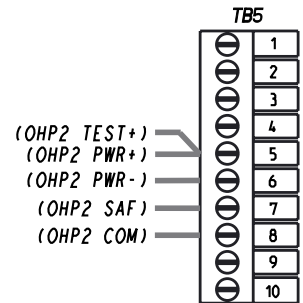 TB5
1
2
3
4
(OHP2 TEST+)
(OHP2 PWR+) 5
(OHP2 PWR-) 6
(OHP2 SAF) 7
(OHP2 COM) 8
9
10